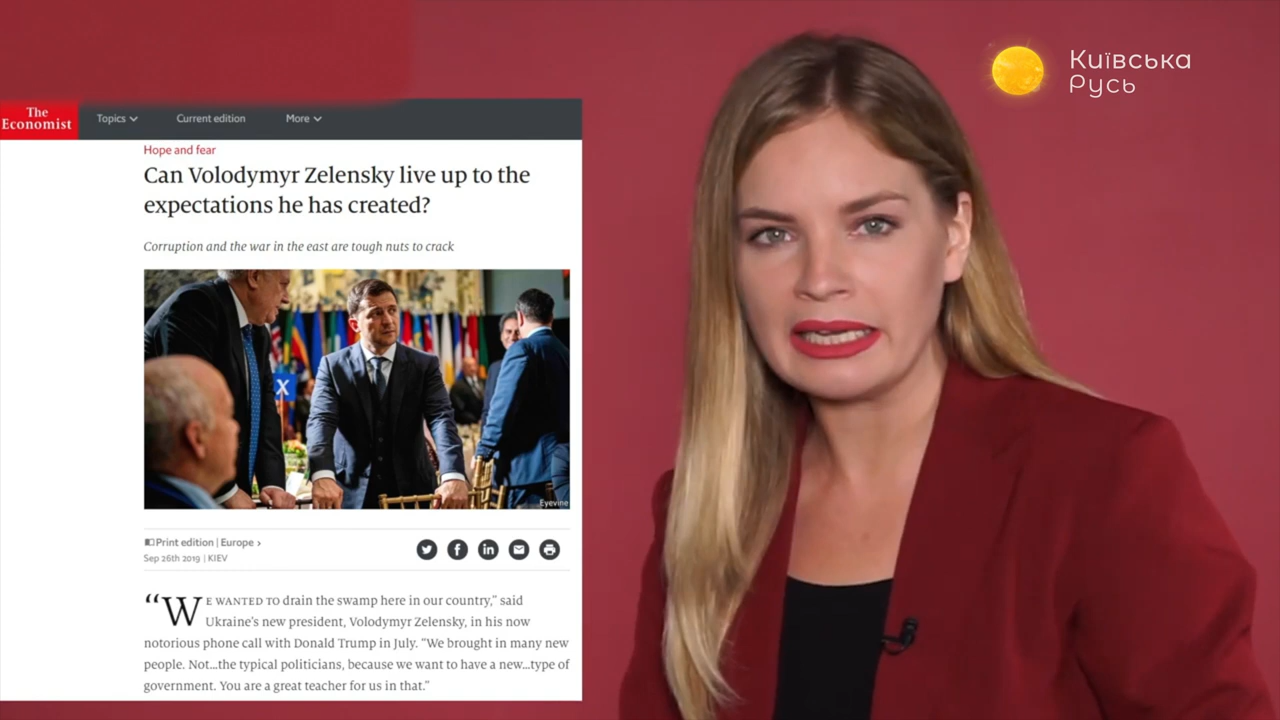 Київська
Русь
The
Economist
Topics
Current edition
More
Hope and fear
Can Volodymyr Zelensky live up to the
expectations he has created?
Corruption and the war in the east are tough nuts to crack
X
Eyevine
Print edition | Europe ›
Sep 26th 2019 | KIEV
“WE WANTED TO drain the swamp here in our country,” said
Ukraine’s new president, Volodymyr Zelensky, in his now
notorious phone call with Donald Trump in July. “We brought in many new
people. Not…the typical politicians, because we want to have a new…type of
government. You are a great teacher for us in that.”